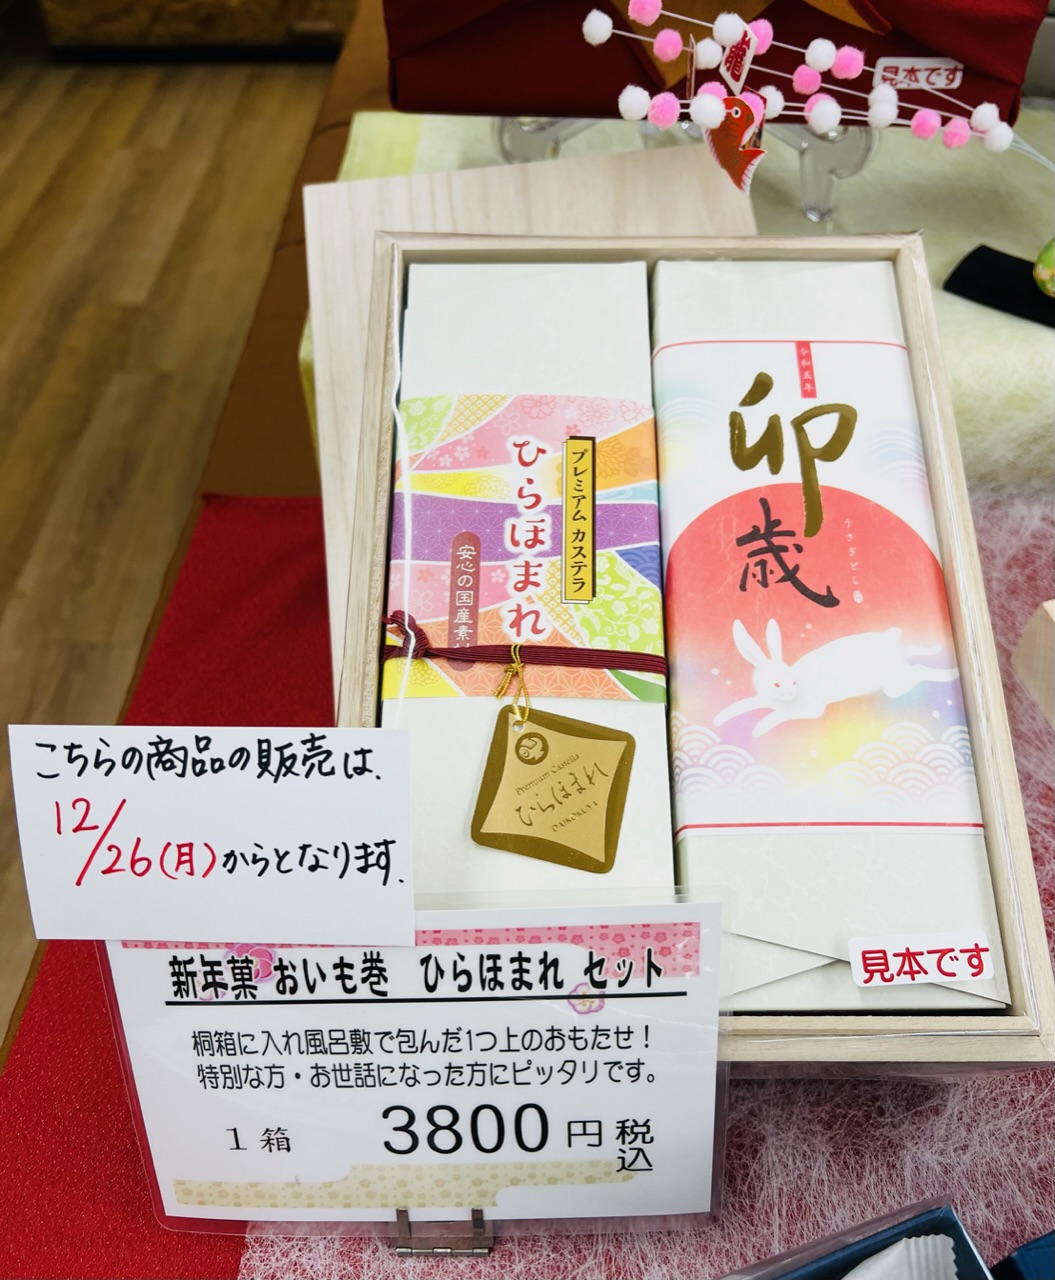 見本です
令和五年
卯
歳
うさぎどし
プレミアム カステラ
ひらほまれ
安心の国産素材
Premium Castella
ひらほまれ
DAIKOKUYA
見本です
こちらの商品の販売は、
12/26(月)からとなります.
新年菓 おいも巻 ひらほまれ セット
桐箱に入れ風呂敷で包んだ1つ上のおもたせ！
特別な方・お世話になった方にピッタリです。
1箱 3800円税込